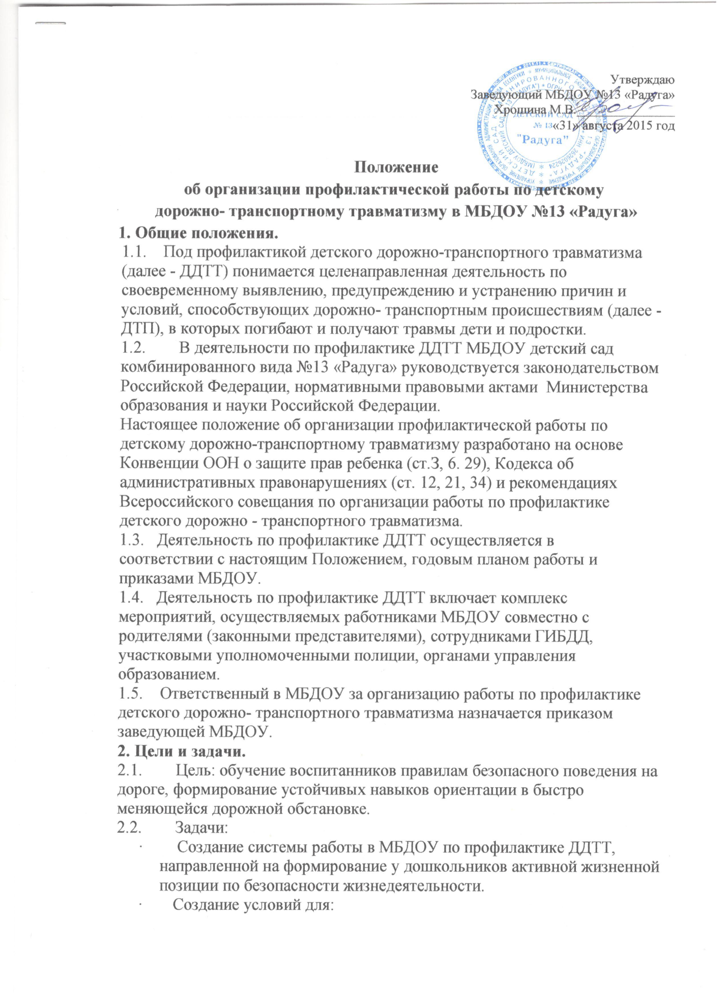 Утверждаю
Заведующий МБДОУ №13 «Радуга»
Хрошина М.В.
«31» августа 2015 год
ДЕТСКИЙ САД
№ 13
"Радуга"
Положение
об организации профилактической работы по детскому
дорожно- транспортному травматизму в МБДОУ №13 «Радуга»
1. Общие положения.
1.1. Под профилактикой детского дорожно-транспортного травматизма
(далее - ДДТТ) понимается целенаправленная деятельность по
своевременному выявлению, предупреждению и устранению причин и
условий, способствующих дорожно- транспортным происшествиям (далее -
ДТП), в которых погибают и получают травмы дети и подростки.
1.2. В деятельности по профилактике ДДТТ МБДОУ детский сад
комбинированного вида №13 «Радуга» руководствуется законодательством
Российской Федерации, нормативными правовыми актами Министерства
образования и науки Российской Федерации.
Настоящее положение об организации профилактической работы по
детскому дорожно-транспортному травматизму разработано на основе
Конвенции ООН о защите прав ребенка (ст.З, 6. 29), Кодекса об
административных правонарушениях (ст. 12, 21, 34) и рекомендациях
Всероссийского совещания по организации работы по профилактике
детского дорожно - транспортного травматизма.
1.3. Деятельность по профилактике ДДТТ осуществляется в
соответствии с настоящим Положением, годовым планом работы и
приказами МБДОУ.
1.4. Деятельность по профилактике ДДТТ включает комплекс
мероприятий, осуществляемых работниками МБДОУ совместно с
родителями (законными представителями), сотрудниками ГИБДД,
участковыми уполномоченными полиции, органами управления
образованием.
1.5. Ответственный в МБДОУ за организацию работы по профилактике
детского дорожно- транспортного травматизма назначается приказом
заведующей МБДОУ.
2. Цели и задачи.
2.1. Цель: обучение воспитанников правилам безопасного поведения на
дороге, формирование устойчивых навыков ориентации в быстро
меняющейся дорожной обстановке.
2.2. Задачи:
· Создание системы работы в МБДОУ по профилактике ДДТТ,
направленной на формирование у дошкольников активной жизненной
позиции по безопасности жизнедеятельности.
· Создание условий для: